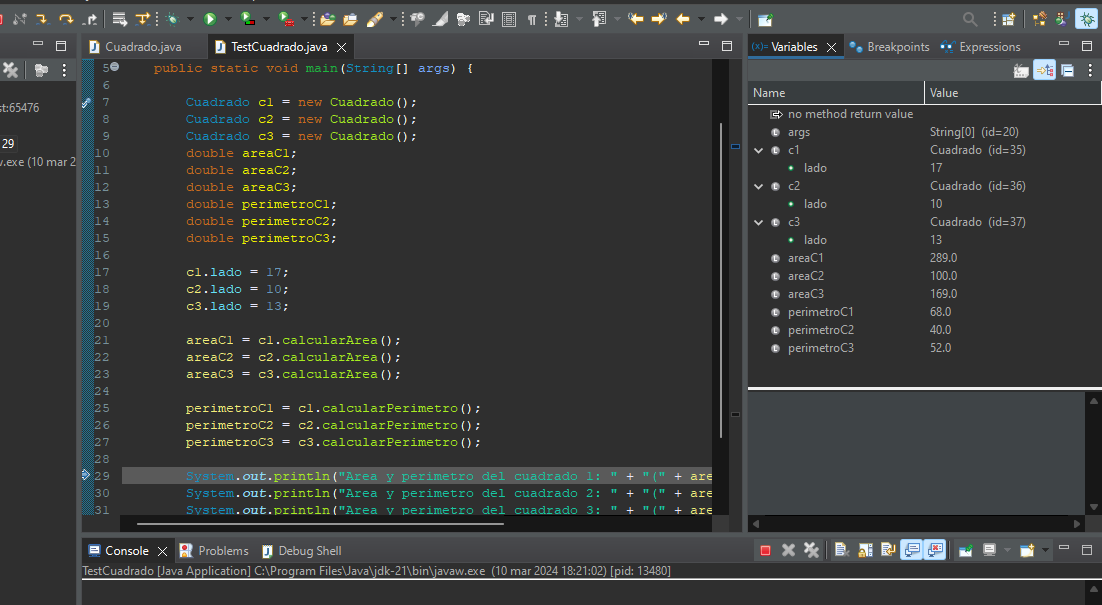 Cuadrado.java
TestCuadrado.java
Variables
Breakpoints
Expressions
st:65476
29
v.exe (10 mar 2
5 public static void main(String[] args) {
6
7 Cuadrado c1 = new Cuadrado();
8 Cuadrado c2 = new Cuadrado();
9 Cuadrado c3 = new Cuadrado();
10 double areaC1;
11 double areaC2;
12 double areaC3;
13 double perimetroC1;
14 double perimetroC2;
15 double perimetroC3;
16
17 c1.lado = 17;
18 c2.lado = 10;
19 c3.lado = 13;
20
21 areaC1 = c1.calcularArea();
22 areaC2 = c2.calcularArea();
23 areaC3 = c3.calcularArea();
24
25 perimetroC1 = c1.calcularPerimetro();
26 perimetroC2 = c2.calcularPerimetro();
27 perimetroC3 = c3.calcularPerimetro();
28
29 System.out.println("Area y perimetro del cuadrado 1: " + "(" + are
30 System.out.println("Area y perimetro del cuadrado 2: " + "(" + are
31 System.out.println("Area y perimetro del cuadrado 3: " + "(" + are
Name Value
no method return value
args String[0] (id=20)
c1 Cuadrado (id=35)
lado 17
c2 Cuadrado (id=36)
lado 10
c3 Cuadrado (id=37)
lado 13
areaC1 289.0
areaC2 100.0
areaC3 169.0
perimetroC1 68.0
perimetroC2 40.0
perimetroC3 52.0
Console
Problems
Debug Shell
TestCuadrado [Java Application] C:\Program Files\Java\jdk-21\bin\javaw.exe (10 mar 2024 18:21:02) [pid: 13480]